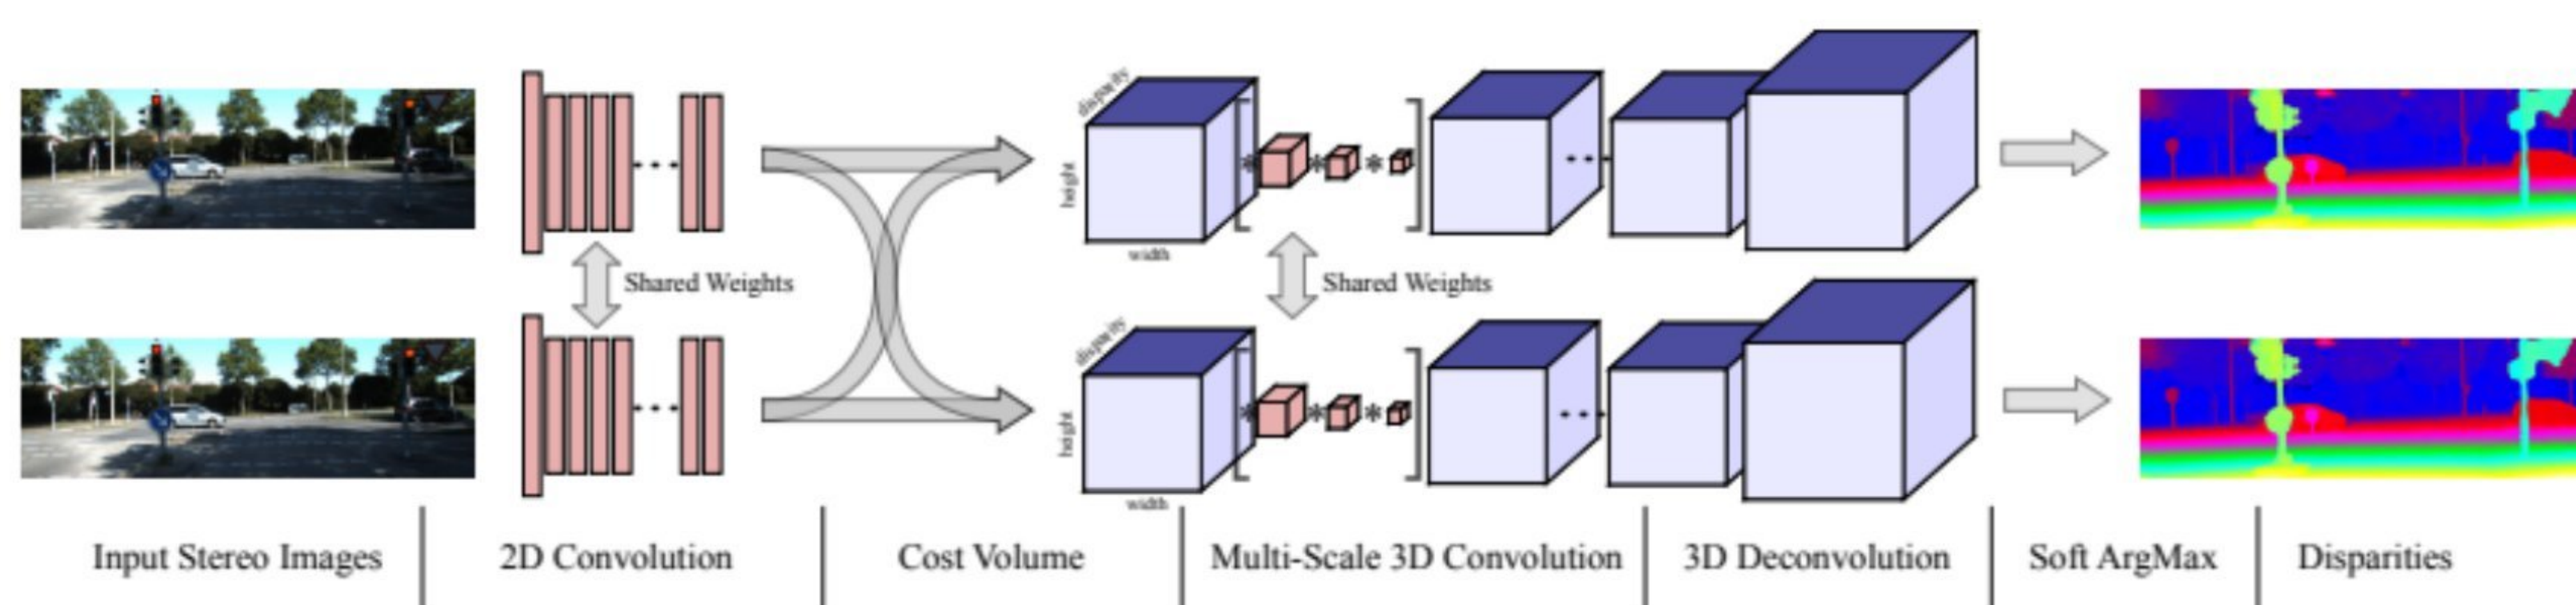 disparity
height
width
Shared Weights
Shared Weights
disparity
height
width
Input Stereo Images
2D Convolution
Cost Volume
Multi-Scale 3D Convolution
3D Deconvolution
Soft ArgMax
Disparities